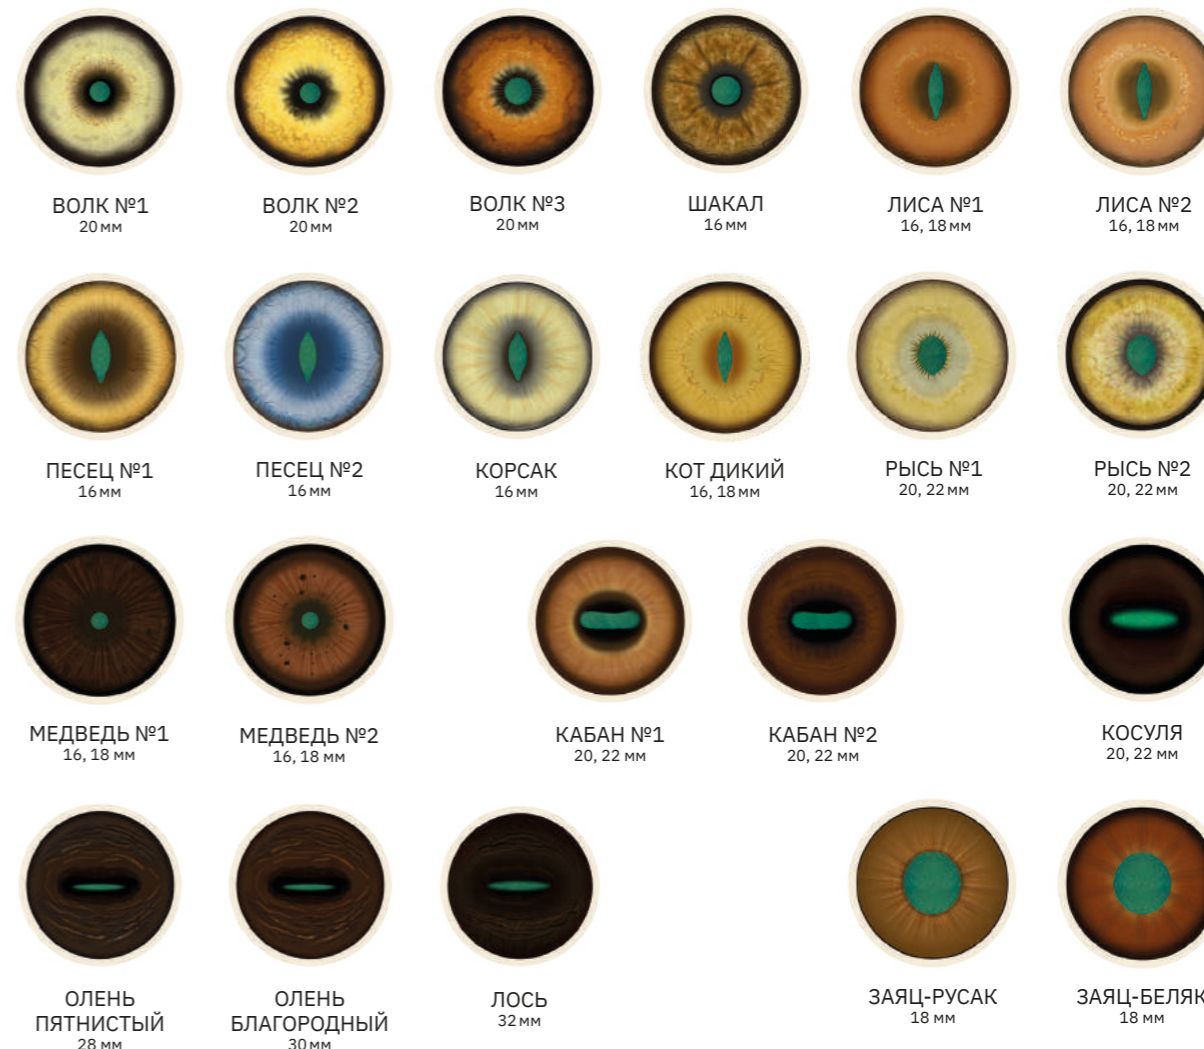 ВОЛК №1
20 мм
ВОЛК №2
20 мм
ВОЛК №3
20 мм
ШАКАЛ
16 мм
ЛИСА №1
16, 18 мм
ЛИСА №2
16, 18 мм
ПЕСЕЦ №1
16 мм
ПЕСЕЦ №2
16 мм
КОРСАК
16 мм
КОТ ДИКИЙ
16, 18 мм
РЫСЬ №1
20, 22 мм
РЫСЬ №2
20, 22 мм
МЕДВЕДЬ №1
16, 18 мм
МЕДВЕДЬ №2
16, 18 мм
КАБАН №1
20, 22 мм
КАБАН №2
20, 22 мм
КОСУЛЯ
20, 22 мм
ОЛЕНЬ
ПЯТНИСТЫЙ
28 мм
ОЛЕНЬ
БЛАГОРОДНЫЙ
30 мм
ЛОСЬ
32 мм
ЗАЯЦ-РУСАК
18 мм
ЗАЯЦ-БЕЛЯК
18 мм